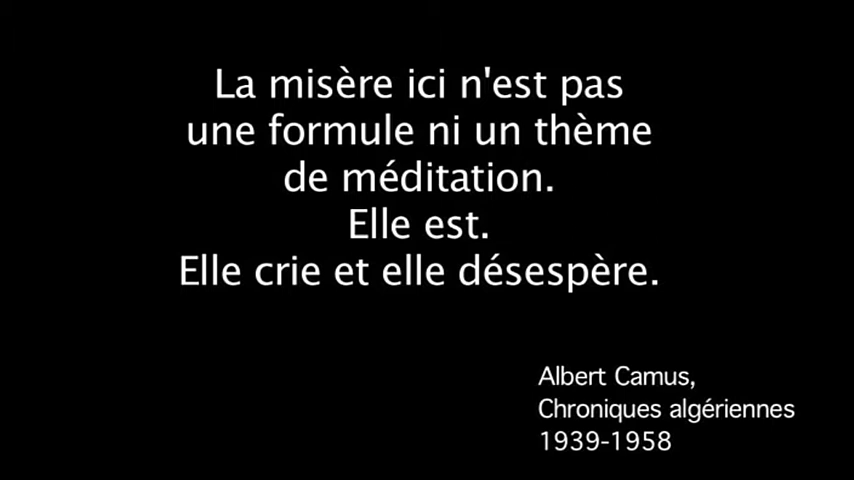 La misère ici n'est pas
une formule ni un thème
de méditation.
Elle est.
Elle crie et elle désespère.
Albert Camus,
Chroniques algériennes
1939-1958